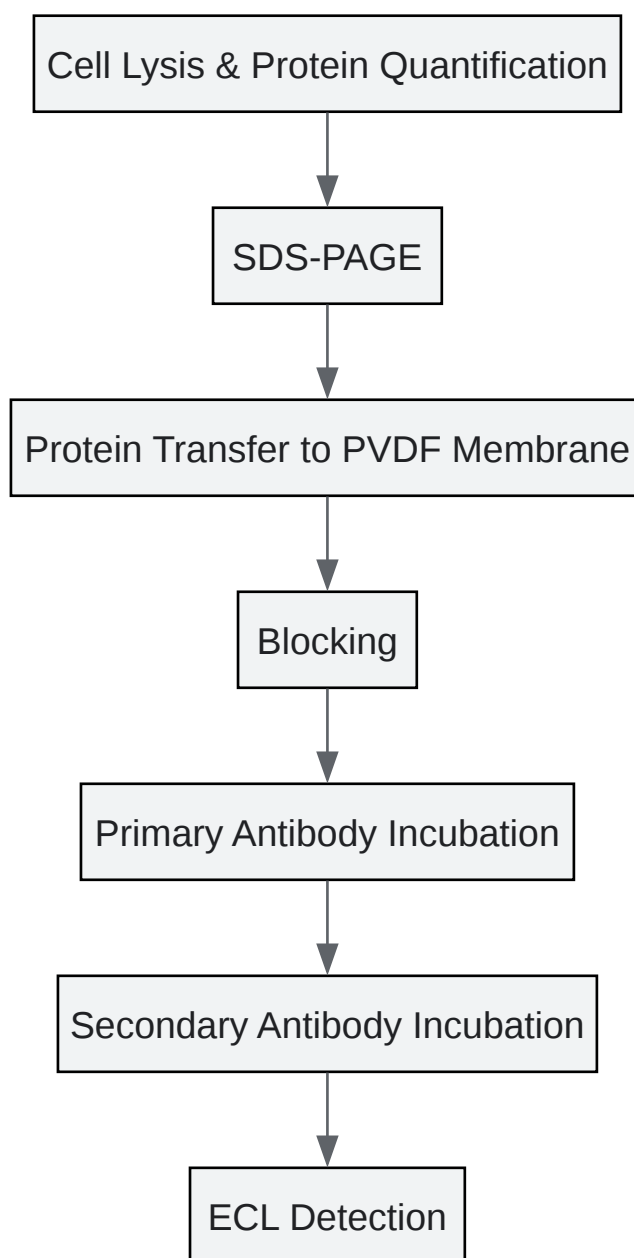 Cell Lysis & Protein Quantification
SDS-PAGE
Protein Transfer to PVDF Membrane
Blocking
Primary Antibody Incubation
Secondary Antibody Incubation
ECL Detection